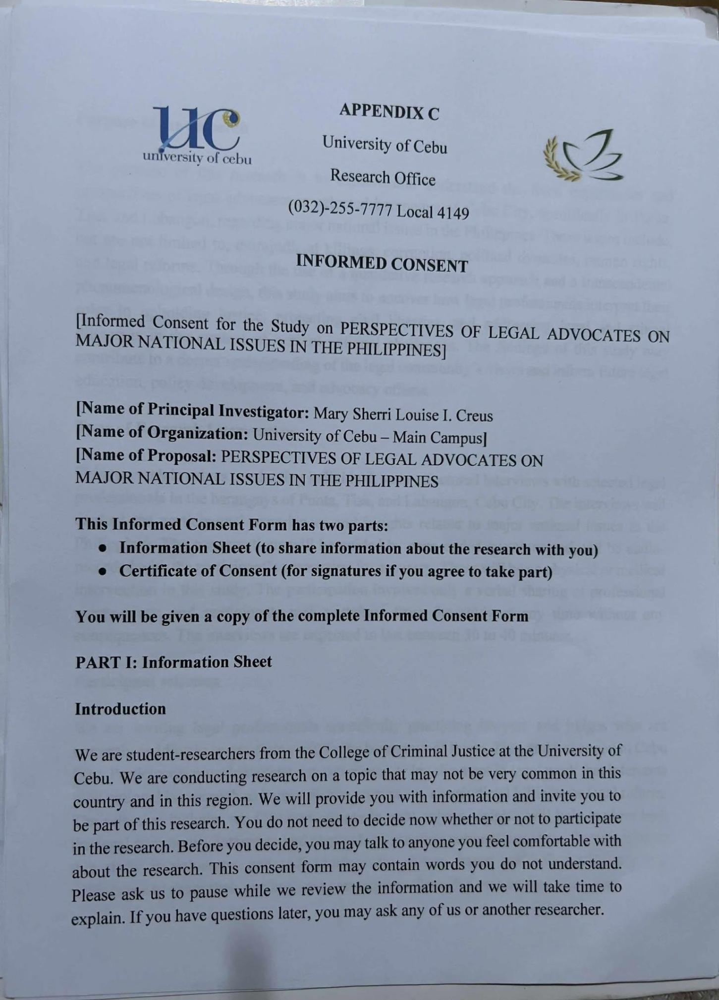 APPENDIX C
uc
university of cebu
University of Cebu
Research Office
(032)-255-7777 Local 4149
INFORMED CONSENT
[Informed Consent for the Study on PERSPECTIVES OF LEGAL ADVOCATES ON
MAJOR NATIONAL ISSUES IN THE PHILIPPINES]
[Name of Principal Investigator: Mary Sherri Louise I. Creus
[Name of Organization: University of Cebu – Main Campus]
[Name of Proposal: PERSPECTIVES OF LEGAL ADVOCATES ON
MAJOR NATIONAL ISSUES IN THE PHILIPPINES
This Informed Consent Form has two parts:
● Information Sheet (to share information about the research with you)
● Certificate of Consent (for signatures if you agree to take part)
You will be given a copy of the complete Informed Consent Form
PART I: Information Sheet
Introduction
We are student-researchers from the College of Criminal Justice at the University of
Cebu. We are conducting research on a topic that may not be very common in this
country and in this region. We will provide you with information and invite you to
be part of this research. You do not need to decide now whether or not to participate
in the research. Before you decide, you may talk to anyone you feel comfortable with
about the research. This consent form may contain words you do not understand.
Please ask us to pause while we review the information and we will take time to
explain. If you have questions later, you may ask any of us or another researcher.